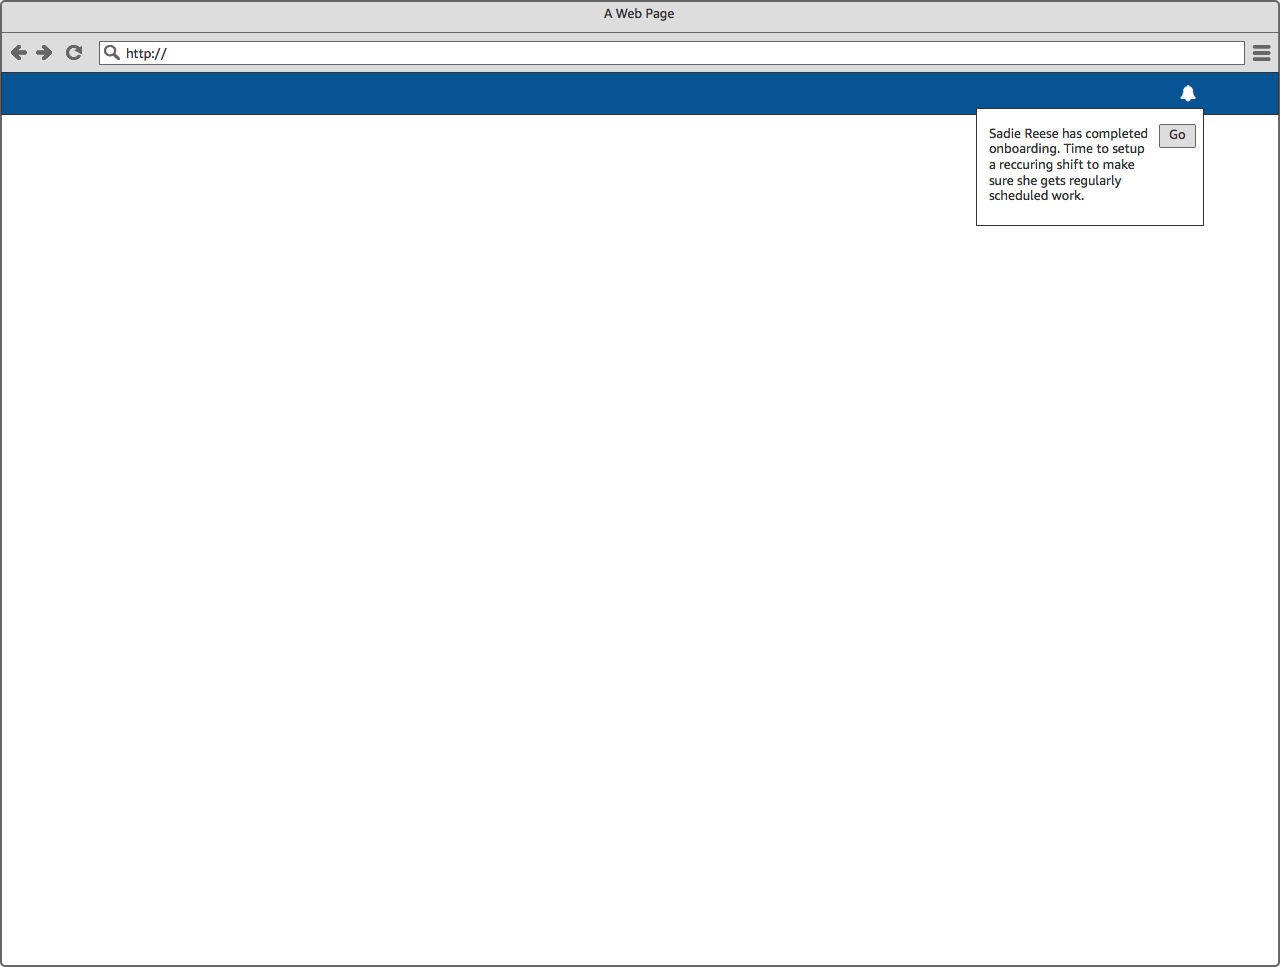 A Web Page
http://
Sadie Reese has completed
onboarding. Time to setup
a reccuring shift to make
sure she gets regularly
scheduled work.
Go